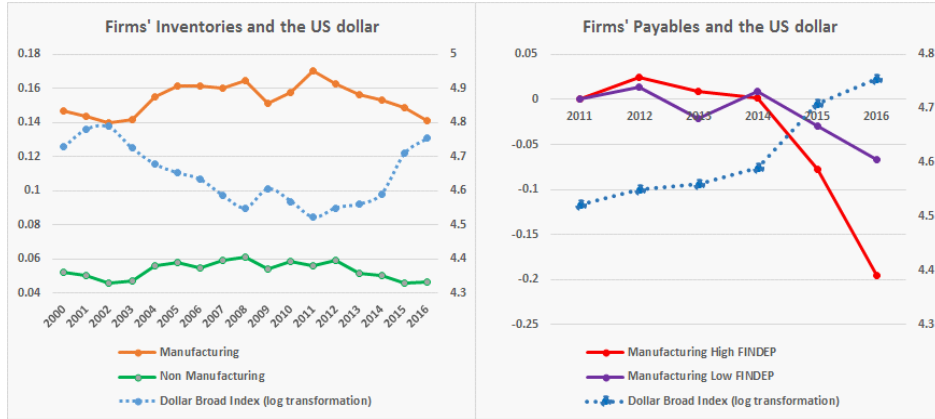 Firms' Inventories and the US dollar
0.18
0.16
0.14
0.12
0.1
0.08
0.06
0.04
5
4.9
4.8
4.7
4.6
4.5
4.4
4.3
2000 2001 2002 2003 2004 2005 2006 2007 2008 2009 2010 2011 2012 2013 2014 2015 2016
Manufacturing
Non Manufacturing
Dollar Broad Index (log transformation)
Firms' Payables and the US dollar
0.05
0
-0.05
-0.1
-0.15
-0.2
-0.25
4.8
4.7
4.6
4.5
4.4
4.3
2011 2012 2013 2014 2015 2016
Manufacturing High FINDEP
Manufacturing Low FINDEP
Dollar Broad Index (log transformation)